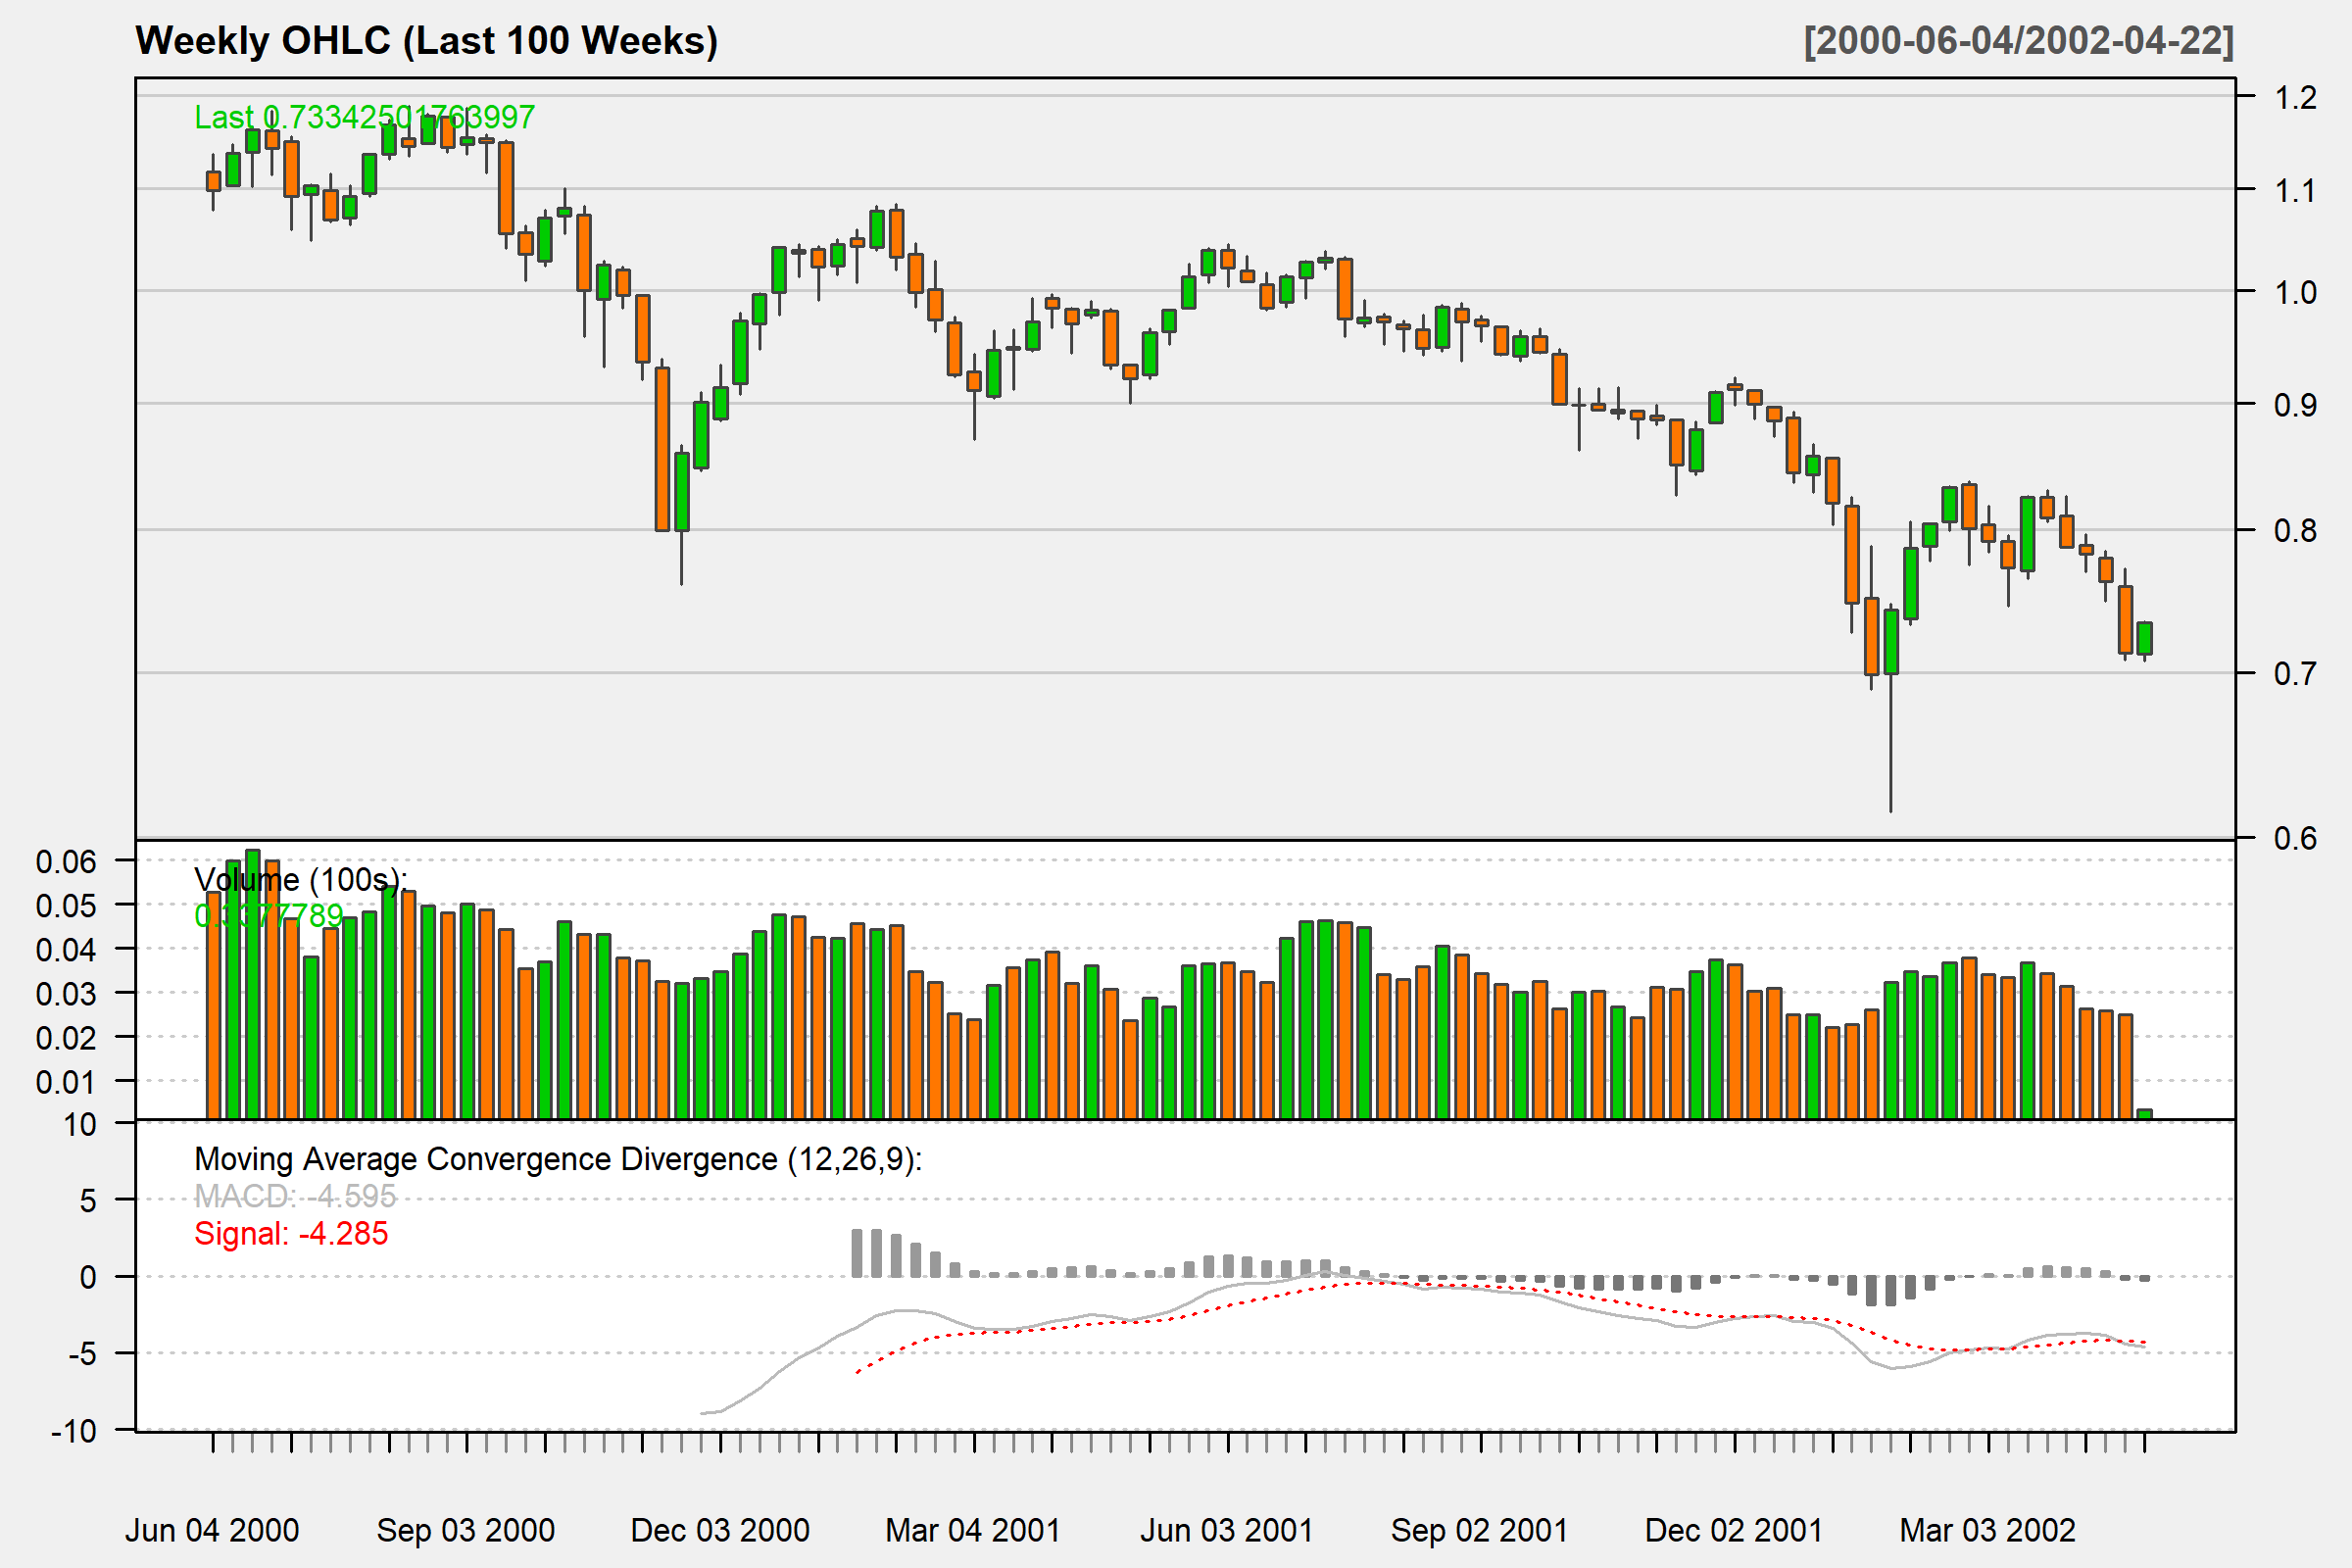 Weekly OHLC (Last 100 Weeks) [2000-06-04/2002-04-22]
Last 0.73342501763997
1.2
1.1
1.0
0.9
0.8
0.7
0.6
0.06
0.05
0.04
0.03
0.02
0.01
Volume (100s):
0.3377789
10
5
0
-5
-10
Moving Average Convergence Divergence (12,26,9):
MACD: -4.595
Signal: -4.285
Jun 04 2000 Sep 03 2000 Dec 03 2000 Mar 04 2001 Jun 03 2001 Sep 02 2001 Dec 02 2001 Mar 03 2002